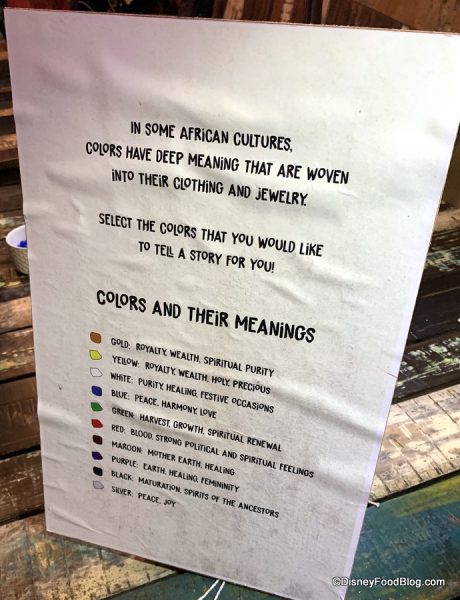 IN SOME AFRICAN CULTURES,
COLORS HAVE DEEP MEANING THAT ARE WOVEN
INTO THEIR CLOTHING AND JEWELRY.
SELECT THE COLORS THAT YOU WOULD LIKE
TO TELL A STORY FOR YOU!
COLORS AND THEIR MEANINGS
GOLD: ROYALTY, WEALTH, SPIRITUAL PURITY
YELLOW: ROYALTY, WEALTH, HOLY PRECIOUS
WHITE: PURITY, HEALING, FESTIVE OCCASIONS
BLUE: PEACE, HARMONY, LOVE
GREEN: HARVEST, GROWTH, SPIRITUAL RENEWAL
RED: BLOOD, STRONG POLITICAL AND SPIRITUAL FEELINGS
MAROON: MOTHER EARTH, HEALING
PURPLE: EARTH, HEALING, FEMININITY
BLACK: MATURATION, SPIRITS OF THE ANCESTORS
SILVER: PEACE, JOY
©DisneyFoodBlog.com